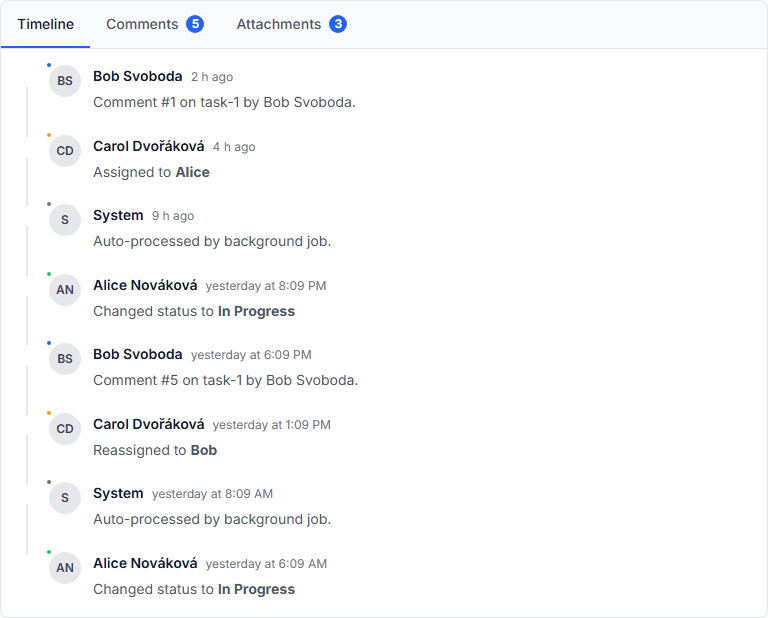 Timeline Comments 5 Attachments 3
BS Bob Svoboda 2 h ago
Comment #1 on task-1 by Bob Svoboda.
CD Carol Dvořáková 4 h ago
Assigned to Alice
S System 9 h ago
Auto-processed by background job.
AN Alice Nováková yesterday at 8:09 PM
Changed status to In Progress
BS Bob Svoboda yesterday at 6:09 PM
Comment #5 on task-1 by Bob Svoboda.
CD Carol Dvořáková yesterday at 1:09 PM
Reassigned to Bob
S System yesterday at 8:09 AM
Auto-processed by background job.
AN Alice Nováková yesterday at 6:09 AM
Changed status to In Progress